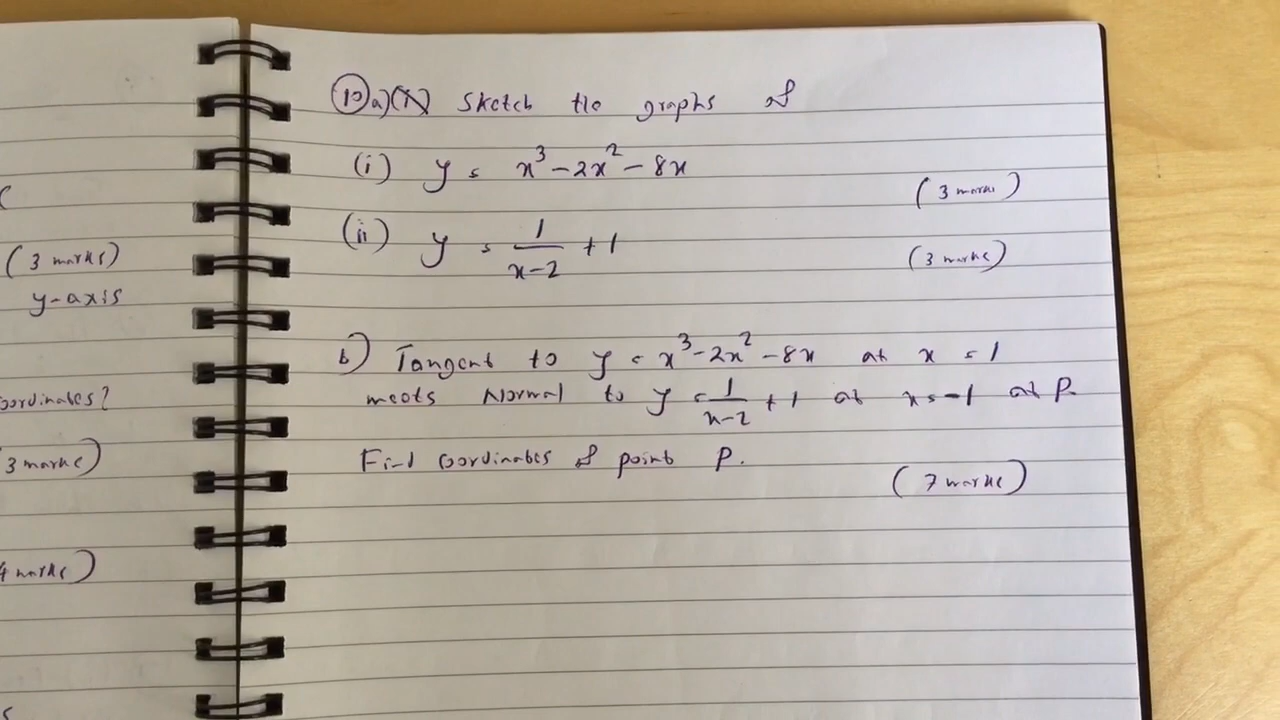 (3 marks)
y-axis
oordinates?
3 marks)
4 marks)
10 a) Sketch the graphs of
(i) y = x³ - 2x² - 8x
(3 marks)
(ii) y = 1/(x-2) + 1
(3 marks)
b) Tangent to y = x³ - 2x² - 8x at x = 1
meets Normal to y = 1/(x-2) + 1 at x = -1 at P.
Find coordinates of point P.
(7 marks)